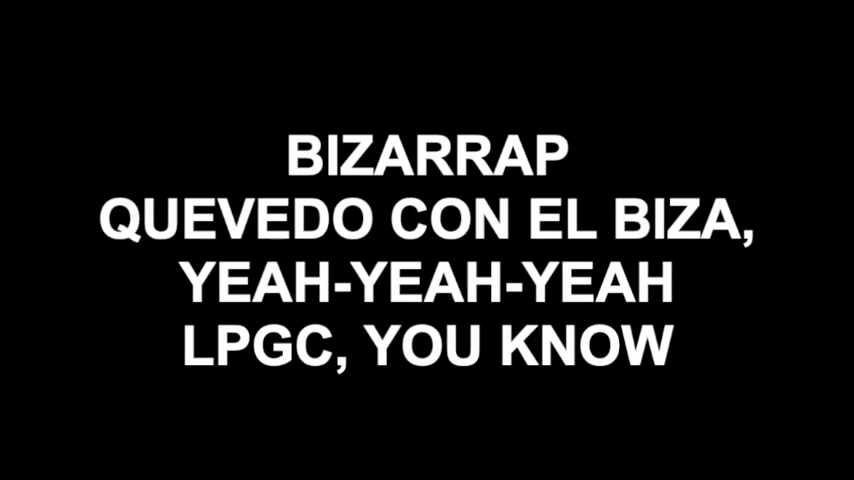 BIZARRAP
QUEVEDO CON EL BIZA,
YEAH-YEAH-YEAH
LPGC, YOU KNOW